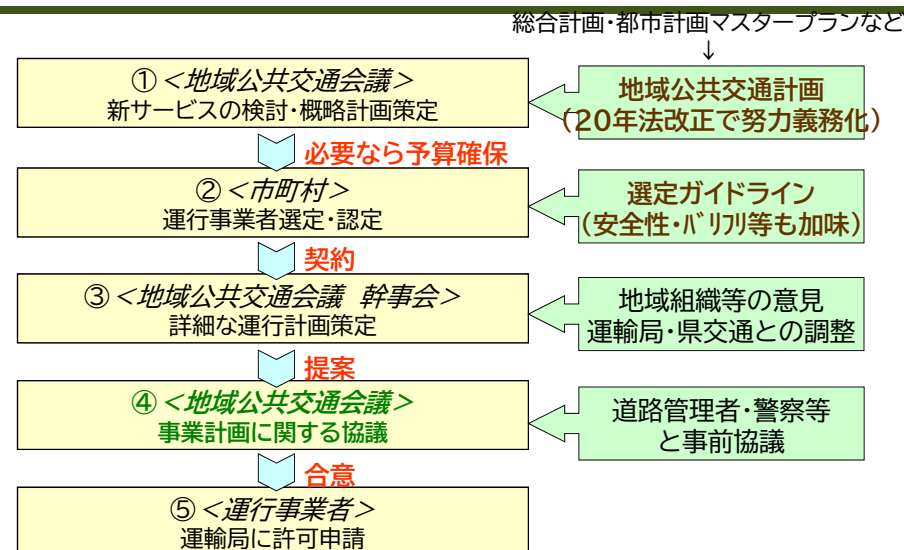 総合計画・都市計画マスタープランなど
↓
①<地域公共交通会議>
新サービスの検討・概略計画策定
地域公共交通計画
(20年法改正で努力義務化)
必要なら予算確保
②<市町村>
運行事業者選定・認定
選定ガイドライン
(安全性・バリフリ等も加味)
契約
③<地域公共交通会議 幹事会>
詳細な運行計画策定
地域組織等の意見
運輸局・県交通との調整
提案
④<地域公共交通会議>
事業計画に関する協議
道路管理者・警察等
と事前協議
合意
⑤<運行事業者>
運輸局に許可申請